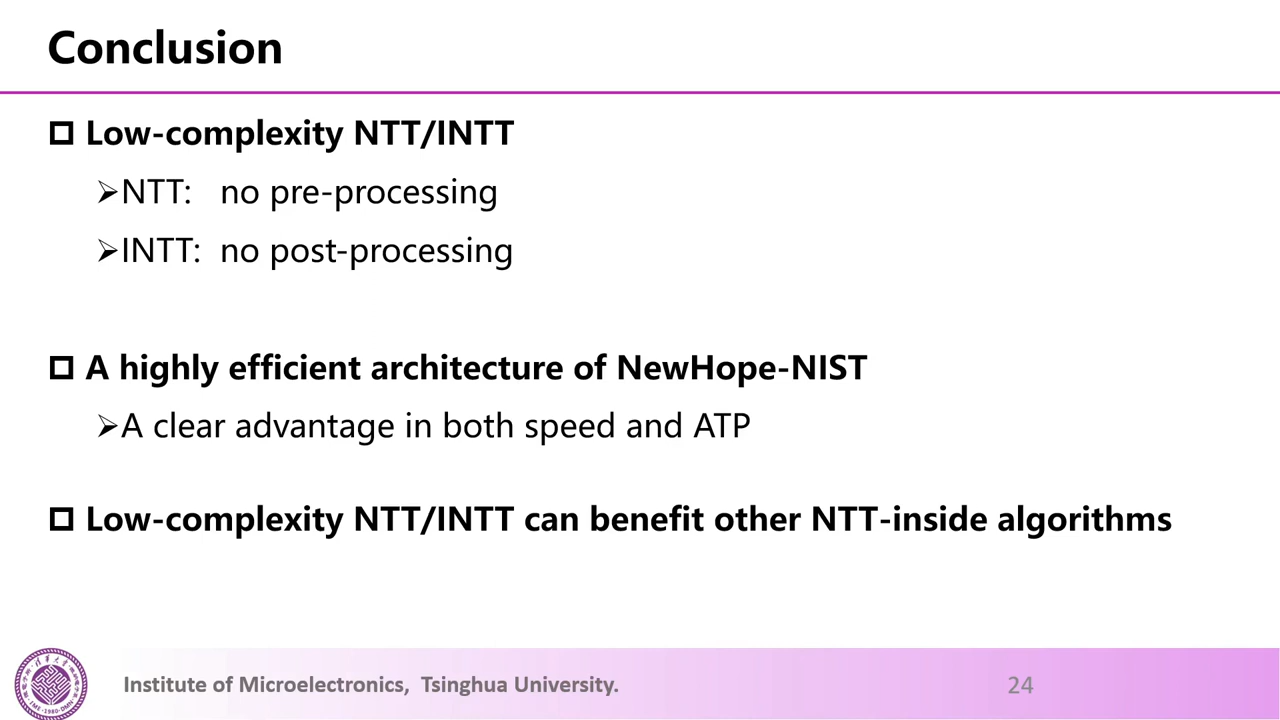 Conclusion
Low-complexity NTT/INTT
NTT: no pre-processing
INTT: no post-processing
A highly efficient architecture of NewHope-NIST
A clear advantage in both speed and ATP
Low-complexity NTT/INTT can benefit other NTT-inside algorithms
Institute of Microelectronics, Tsinghua University.
24